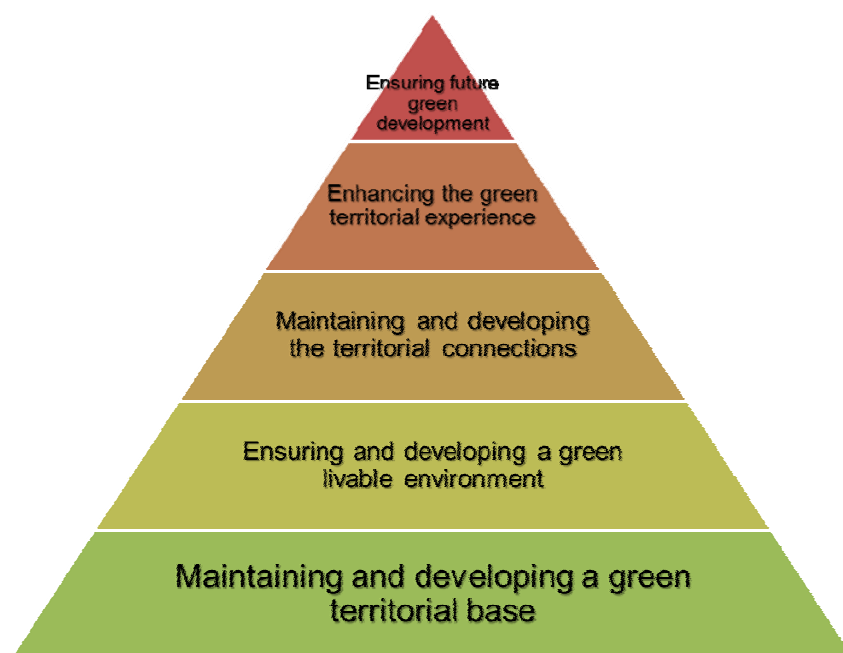 Ensuring future
green
development
Enhancing the green
territorial experience
Maintaining and developing
the territorial connections
Ensuring and developing a green
livable environment
Maintaining and developing a green
territorial base